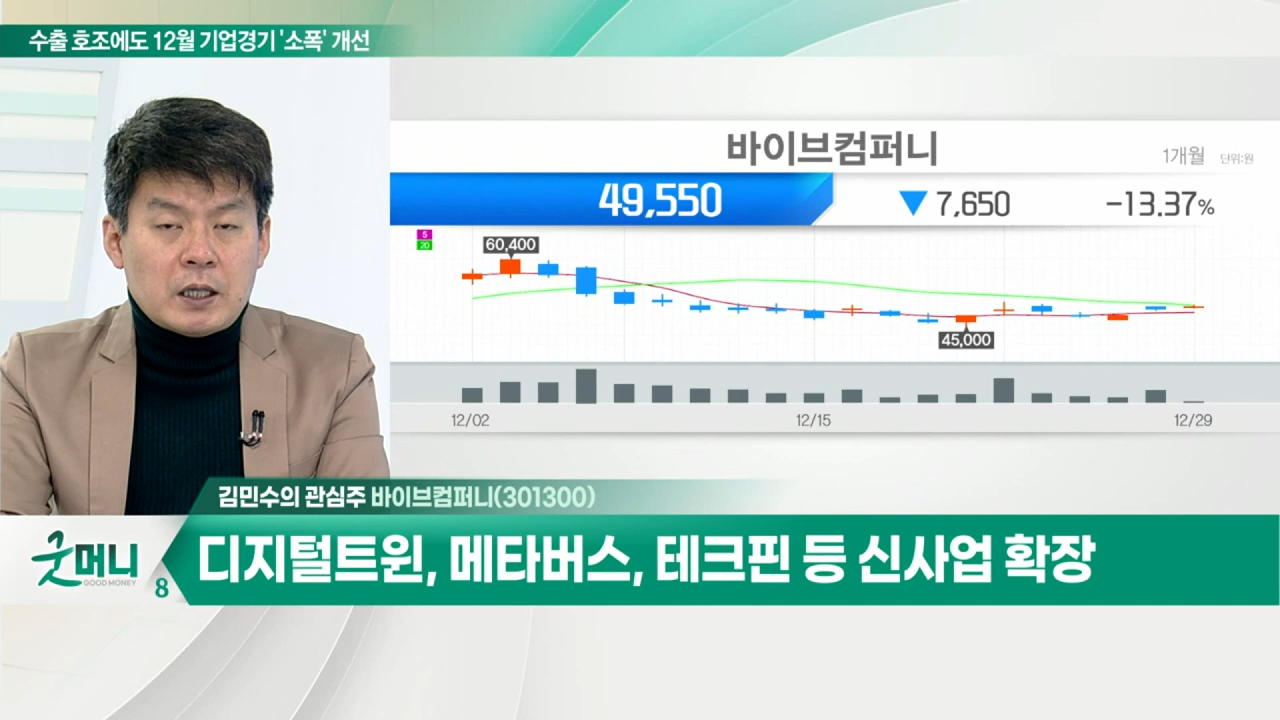 수출 호조에도 12월 기업경기 '소폭' 개선
바이브컴퍼니
1개월 단위:원
49,550 ▼ 7,650 -13.37%
5
20
60,400
45,000
12/02 12/15 12/29
김민수의 관심주 바이브컴퍼니(301300)
굿머니
GOOD MONEY
8
디지털트윈, 메타버스, 테크핀 등 신사업 확장